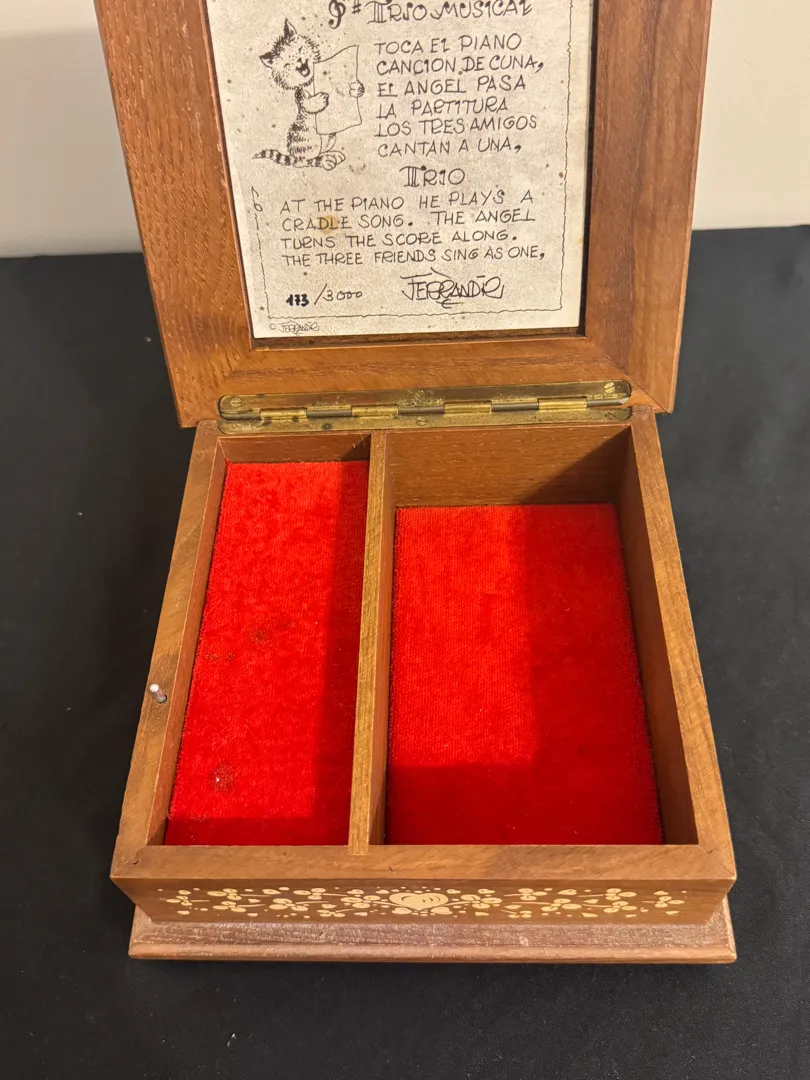 TRIO MUSICAL
TOCA EL PIANO
CANCION DE CUNA,
EL ANGEL PASA
LA PARTITURA
LOS TRES AMIGOS
CANTAN A UNA,
TRIO
AT THE PIANO HE PLAYS A
CRADLE SONG. THE ANGEL
TURNS THE SCORE ALONG.
THE THREE FRIENDS SING AS ONE,
173/3000 FERRANDIZ
© FERRANDIZ